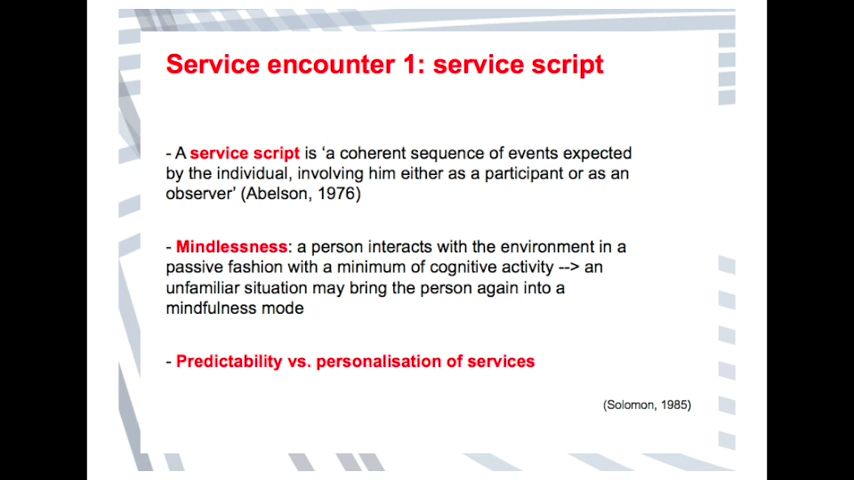 Service encounter 1: service script
- A service script is ‘a coherent sequence of events expected
by the individual, involving him either as a participant or as an
observer’ (Abelson, 1976)
- Mindlessness: a person interacts with the environment in a
passive fashion with a minimum of cognitive activity --> an
unfamiliar situation may bring the person again into a
mindfulness mode
- Predictability vs. personalisation of services
(Solomon, 1985)